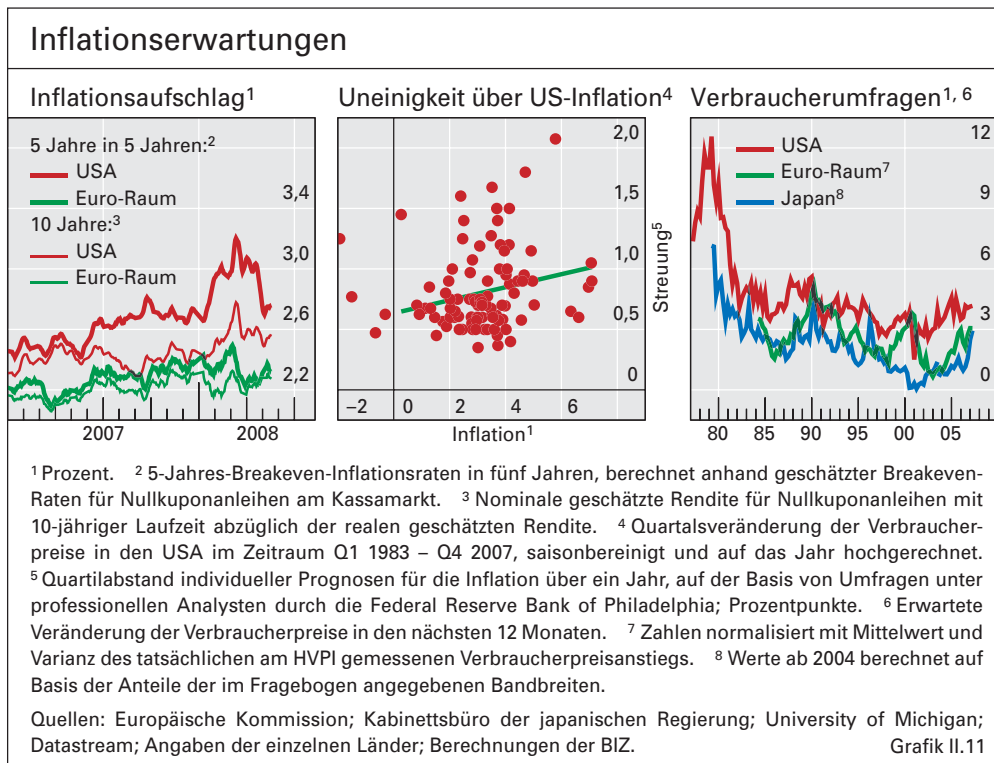 Inflationserwartungen
Inflationsaufschlag¹
Uneinigkeit über US-Inflation⁴
Verbraucherumfragen¹, ⁶
5 Jahre in 5 Jahren:²
USA
Euro-Raum
10 Jahre:³
USA
Euro-Raum
3,4
3,0
2,6
2,2
2007
2008
2,0
1,5
1,0
0,5
0
Streuung⁵
–2
0
2
4
6
Inflation¹
USA
Euro-Raum⁷
Japan⁸
12
9
6
3
0
80
85
90
95
00
05
¹ Prozent. ² 5-Jahres-Breakeven-Inflationsraten in fünf Jahren, berechnet anhand geschätzter Breakeven-
Raten für Nullkuponanleihen am Kassamarkt. ³ Nominale geschätzte Rendite für Nullkuponanleihen mit
10-jähriger Laufzeit abzüglich der realen geschätzten Rendite. ⁴ Quartalsveränderung der Verbraucher-
preise in den USA im Zeitraum Q1 1983 – Q4 2007, saisonbereinigt und auf das Jahr hochgerechnet.
⁵ Quartilabstand individueller Prognosen für die Inflation über ein Jahr, auf der Basis von Umfragen unter
professionellen Analysten durch die Federal Reserve Bank of Philadelphia; Prozentpunkte. ⁶ Erwartete
Veränderung der Verbraucherpreise in den nächsten 12 Monaten. ⁷ Zahlen normalisiert mit Mittelwert und
Varianz des tatsächlichen am HVPI gemessenen Verbraucherpreisanstiegs. ⁸ Werte ab 2004 berechnet auf
Basis der Anteile der im Fragebogen angegebenen Bandbreiten.
Quellen: Europäische Kommission; Kabinettsbüro der japanischen Regierung; University of Michigan;
Datastream; Angaben der einzelnen Länder; Berechnungen der BIZ.
Grafik II.11